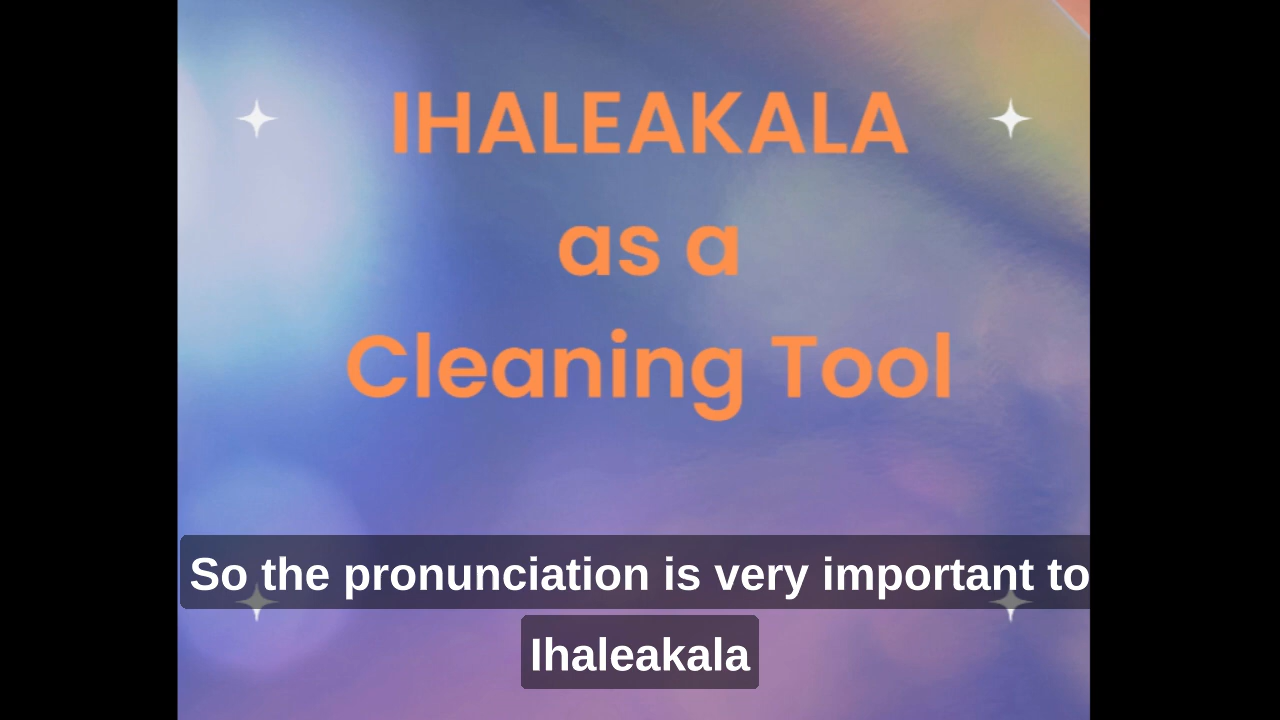 IHALEAKALA
as a
Cleaning Tool
So the pronunciation is very important to
Ihaleakala